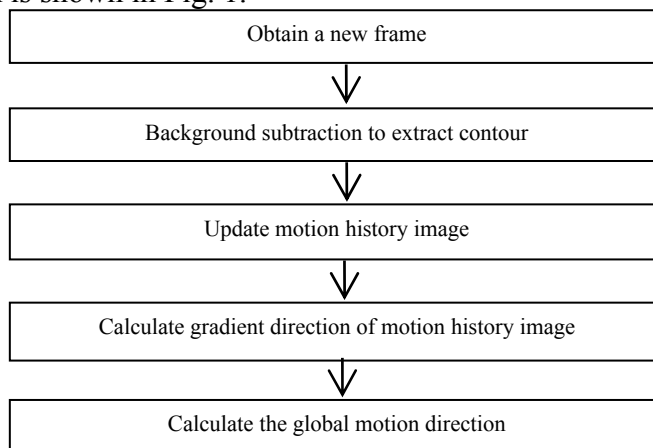 As shown in Fig. 1.
Obtain a new frame
Background subtraction to extract contour
Update motion history image
Calculate gradient direction of motion history image
Calculate the global motion direction